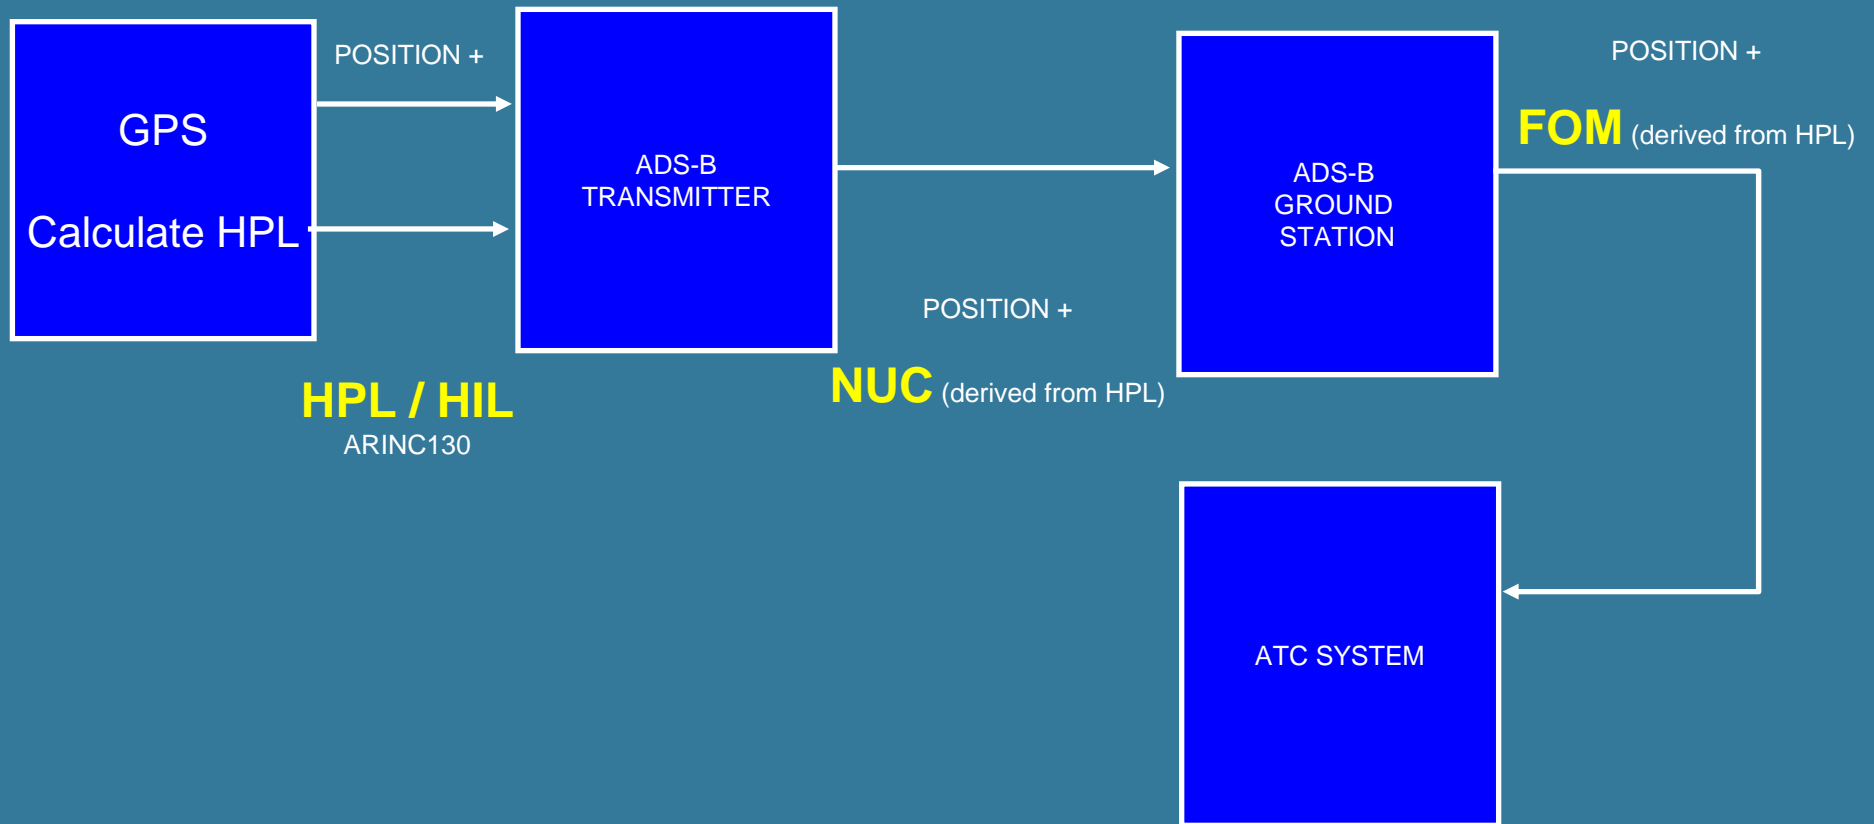 GPS
Calculate HPL
POSITION +
HPL / HIL
ARINC130
ADS-B
TRANSMITTER
POSITION +
NUC (derived from HPL)
ADS-B
GROUND
STATION
POSITION +
FOM (derived from HPL)
ATC SYSTEM